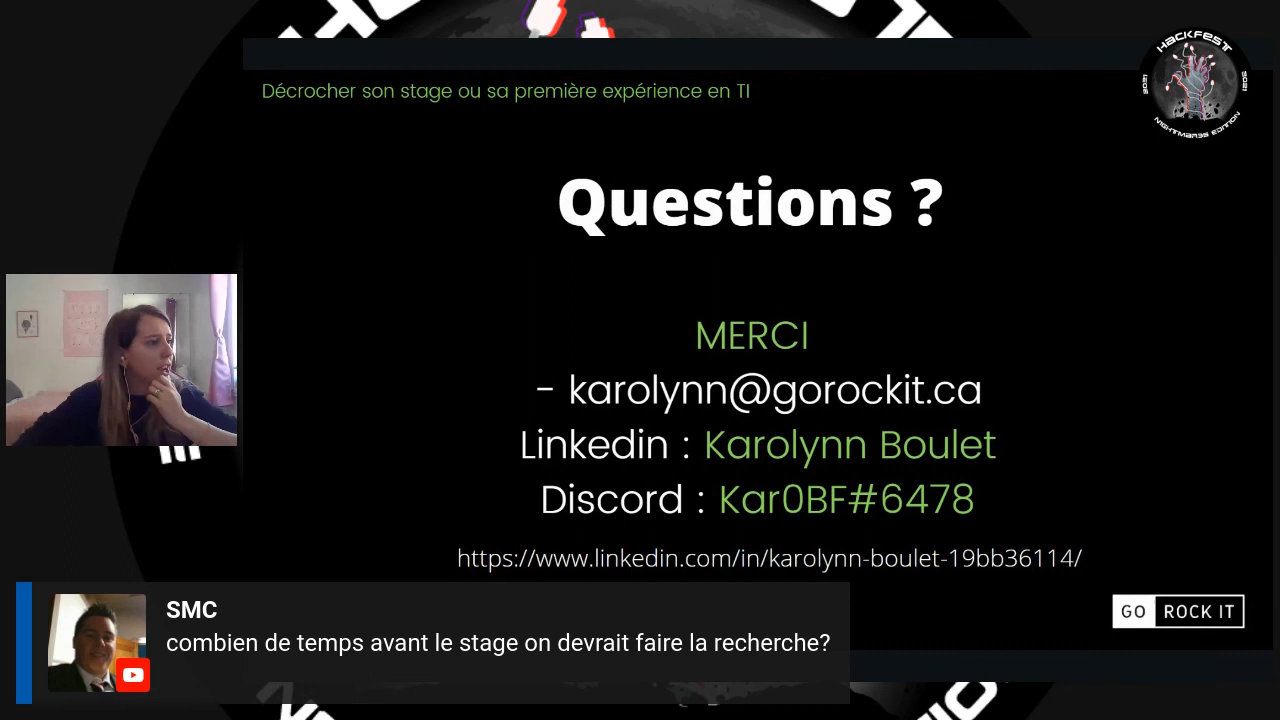 HACKFEST
Décrocher son stage ou sa première expérience en TI
Questions ?
MERCI
- karolynn@gorockit.ca
Linkedin : Karolynn Boulet
Discord : Kar0BF#6478
https://www.linkedin.com/in/karolynn-boulet-19bb36114/
GO ROCK IT
SMC
combien de temps avant le stage on devrait faire la recherche?